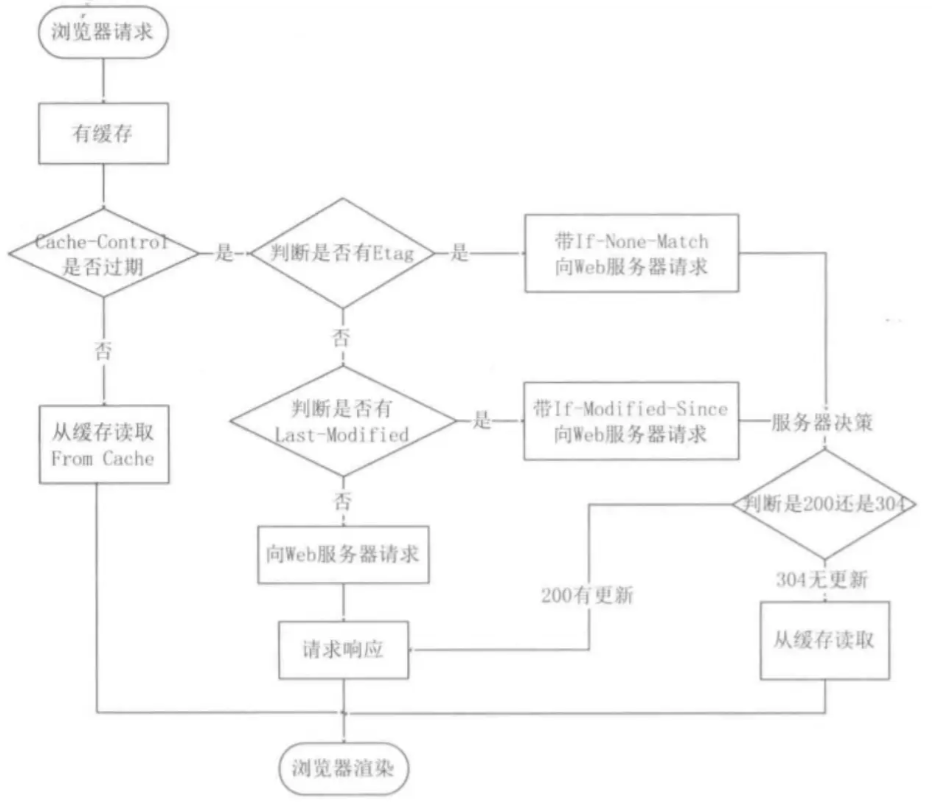 浏览器请求
有缓存
Cache-Control
是否过期
是
判断是否有Etag
是
带If-None-Match
向Web服务器请求
否
否
从缓存读取
From Cache
判断是否有
Last-Modified
是
带If-Modified-Since
向Web服务器请求
服务器决策
判断是200还是304
否
向Web服务器请求
200有更新
304无更新
请求响应
从缓存读取
浏览器渲染